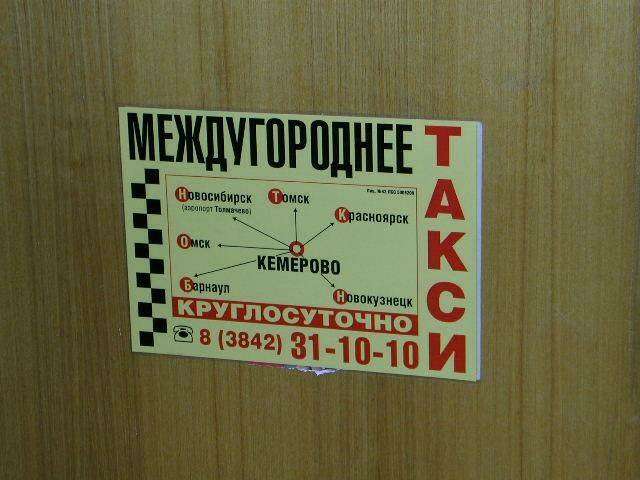 МЕЖДУГОРОДНЕЕ
ТАКСИ
Новосибирск
(аэропорт Толмачево)
Томск
Красноярск
Омск
КЕМЕРОВО
Барнаул
Новокузнецк
КРУГЛОСУТОЧНО
8 (3842) 31-10-10